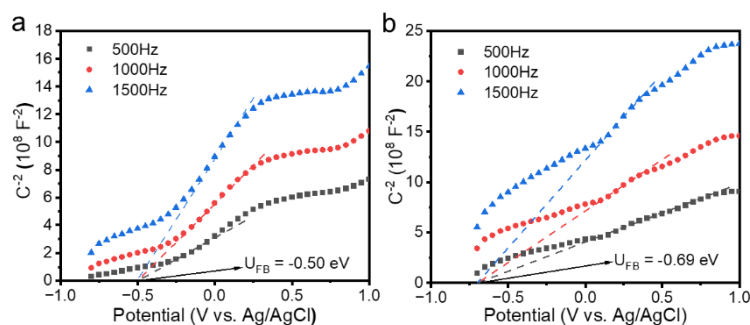 a
C⁻² (10⁸ F⁻²)
18
16
14
12
10
8
6
4
2
0
500Hz
1000Hz
1500Hz
U_FB = -0.50 eV
−1.0 −0.5 0.0 0.5 1.0
Potential (V vs. Ag/AgCl)
b
C⁻² (10⁸ F⁻²)
25
20
15
10
5
0
500Hz
1000Hz
1500Hz
U_FB = -0.69 eV
−1.0 −0.5 0.0 0.5 1.0
Potential (V vs. Ag/AgCl)